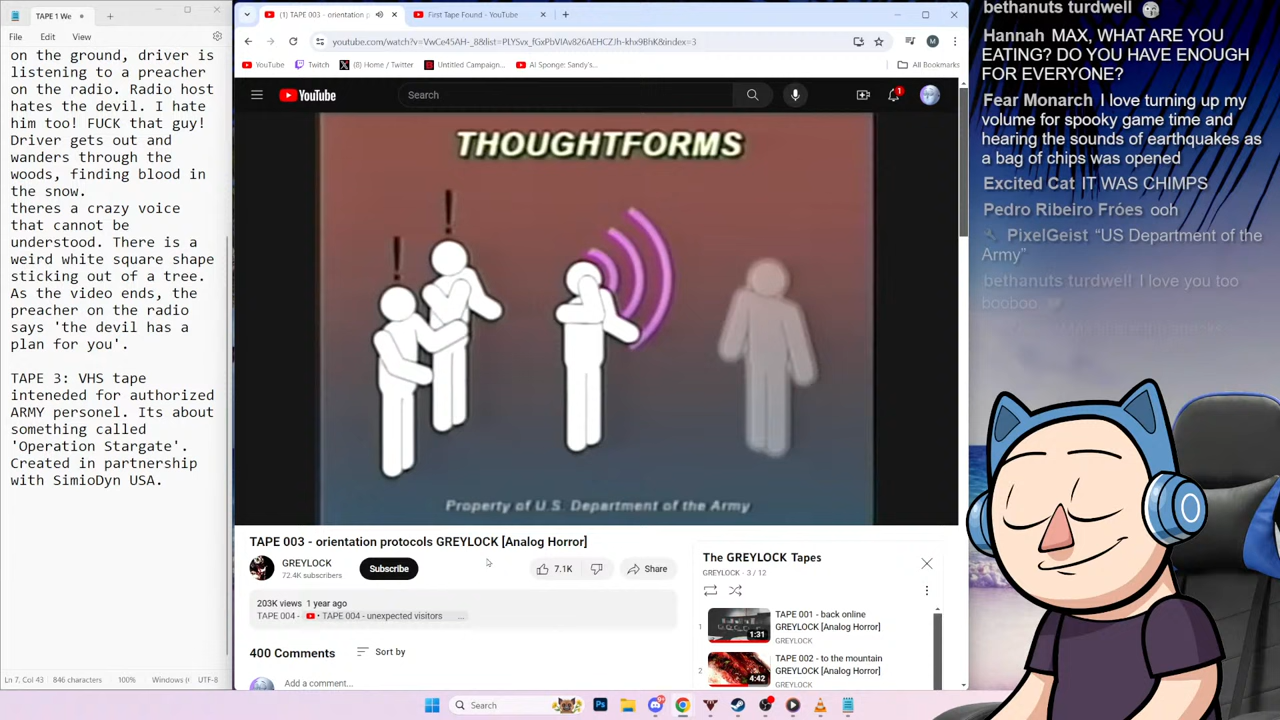 TAPE 1 We
File Edit View
on the ground, driver is
listening to a preacher
on the radio. Radio host
hates the devil. I hate
him too! FUCK that guy!
Driver gets out and
wanders through the
woods, finding blood in
the snow.
theres a crazy voice
that cannot be
understood. There is a
weird white square shape
sticking out of a tree.
As the video ends, the
preacher on the radio
says 'the devil has a
plan for you'.
TAPE 3: VHS tape
inteneded for authorized
ARMY personel. Its about
something called
'Operation Stargate'.
Created in partnership
with SimioDyn USA.
Ln 7, Col 43 846 characters 100% Windows (C UTF-8
(1) TAPE 003 - orientation p
First Tape Found - YouTube
youtube.com/watch?v=VwCe45AH-_8&list=PLYSvx_fGxPbVIAv826AEHCZJh-khx9BhK&index=3
YouTube Twitch (8) Home / Twitter Untitled Campaign... AI Sponge: Sandy's... All Bookmarks
YouTube
Search
1
M
THOUGHTFORMS
! !
Property of U.S. Department of the Army
TAPE 003 - orientation protocols GREYLOCK [Analog Horror]
GREYLOCK
72.4K subscribers
Subscribe
7.1K
Share
203K views 1 year ago
TAPE 004 - • TAPE 004 - unexpected visitors ...
400 Comments Sort by
Add a comment...
The GREYLOCK Tapes
GREYLOCK - 3 / 12
1
TAPE 001 - back online
GREYLOCK [Analog Horror]
GREYLOCK
1:31
2
TAPE 002 - to the mountain
GREYLOCK [Analog Horror]
GREYLOCK
4:42
Search
bethanuts turdwell
Hannah MAX, WHAT ARE YOU
EATING? DO YOU HAVE ENOUGH
FOR EVERYONE?
Fear Monarch I love turning up my
volume for spooky game time and
hearing the sounds of earthquakes as
a bag of chips was opened
Excited Cat IT WAS CHIMPS
Pedro Ribeiro Fróes ooh
PixelGeist “US Department of the
Army”
bethanuts turdwell I love you too
booboo